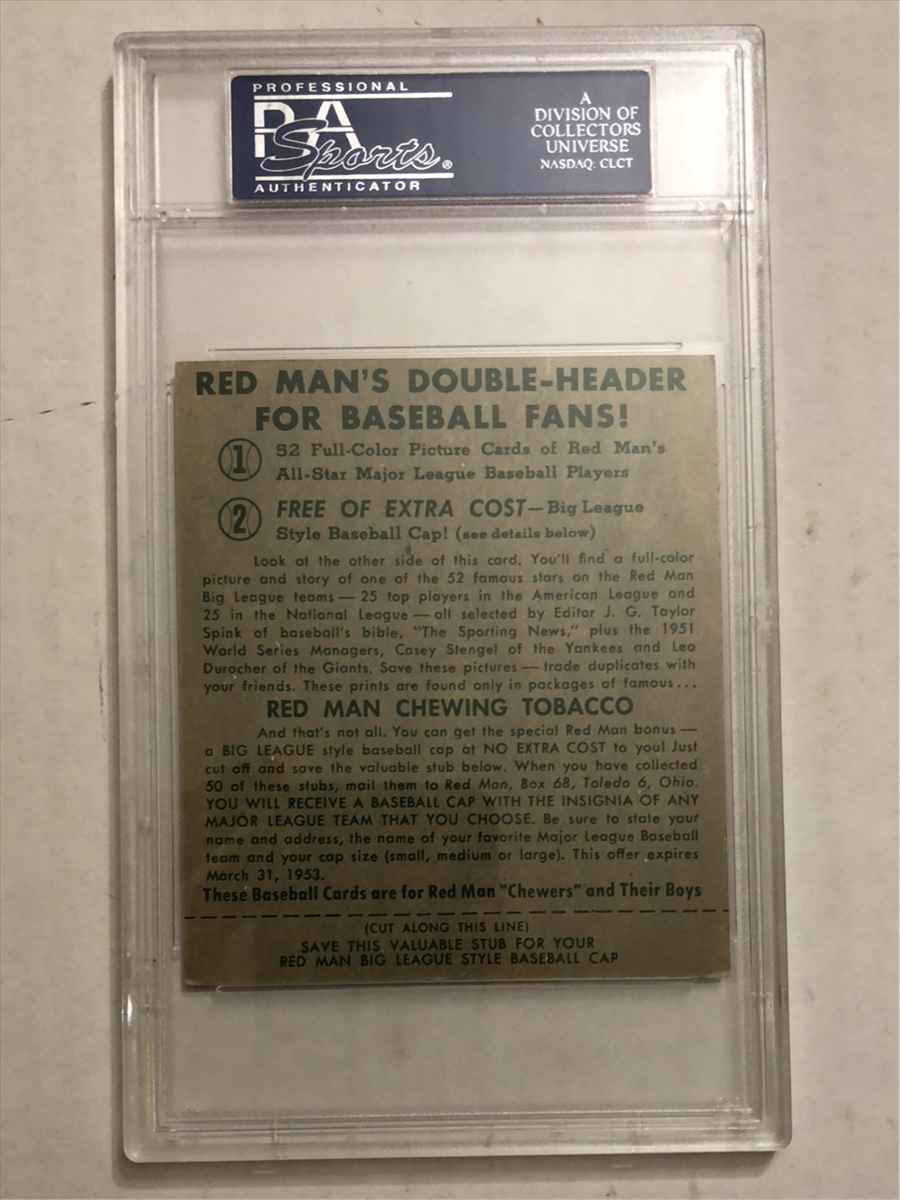 PROFESSIONAL
PSA
Sports®
AUTHENTICATOR
A
DIVISION OF
COLLECTORS
UNIVERSE
NASDAQ: CLCT
RED MAN'S DOUBLE-HEADER
FOR BASEBALL FANS!
1 52 Full-Color Picture Cards of Red Man's
All-Star Major League Baseball Players
2 FREE OF EXTRA COST—Big League
Style Baseball Cap! (see details below)
Look at the other side of this card. You'll find a full-color
picture and story of one of the 52 famous stars on the Red Man
Big League teams — 25 top players in the American League and
25 in the National League — all selected by Editor J. G. Taylor
Spink of baseball's bible, "The Sporting News," plus the 1951
World Series Managers, Casey Stengel of the Yankees and Leo
Durocher of the Giants. Save these pictures — trade duplicates with
your friends. These prints are found only in packages of famous...
RED MAN CHEWING TOBACCO
And that's not all. You can get the special Red Man bonus —
a BIG LEAGUE style baseball cap at NO EXTRA COST to you! Just
cut off and save the valuable stub below. When you have collected
50 of these stubs, mail them to Red Man, Box 68, Toledo 6, Ohio.
YOU WILL RECEIVE A BASEBALL CAP WITH THE INSIGNIA OF ANY
MAJOR LEAGUE TEAM THAT YOU CHOOSE. Be sure to state your
name and address, the name of your favorite Major League Baseball
team and your cap size (small, medium or large). This offer expires
March 31, 1953.
These Baseball Cards are for Red Man "Chewers" and Their Boys
(CUT ALONG THIS LINE)
SAVE THIS VALUABLE STUB FOR YOUR
RED MAN BIG LEAGUE STYLE BASEBALL CAP